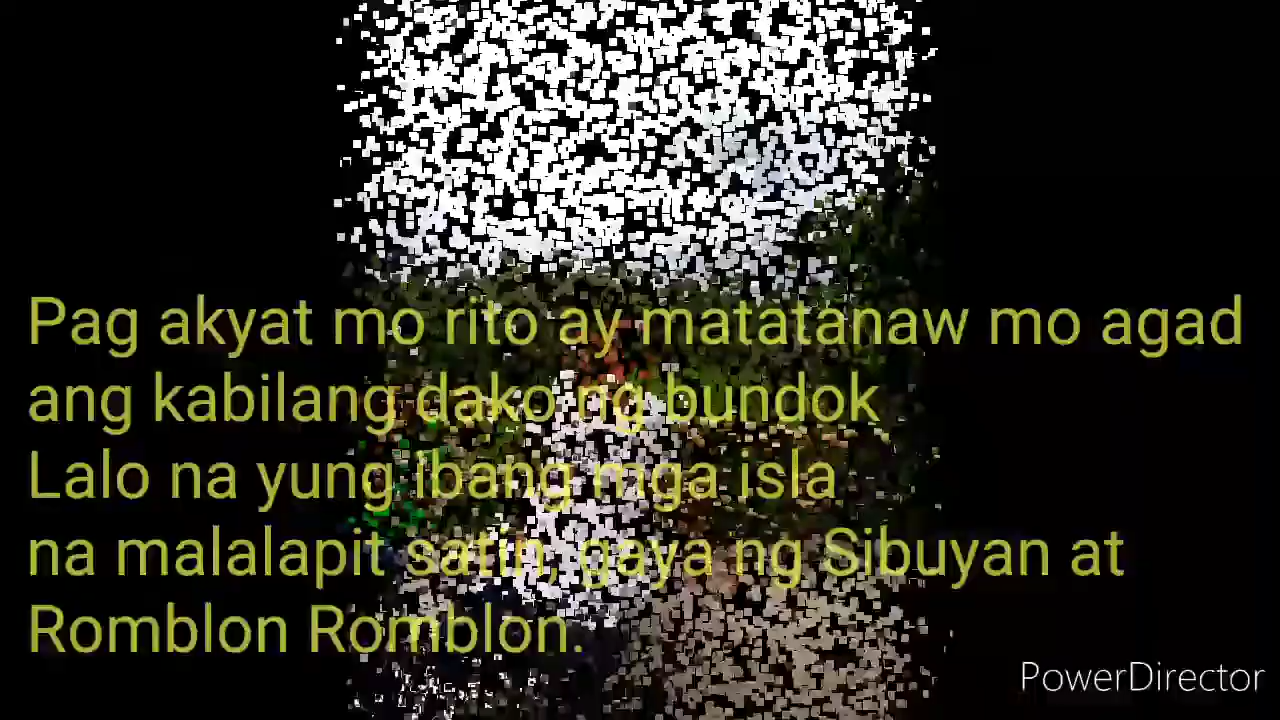 Pag akyat mo rito ay matatanaw mo agad
ang kabilang dako ng bundok
Lalo na yung ibang mga isla
na malalapit satin, gaya ng Sibuyan at
Romblon Romblon.
PowerDirector